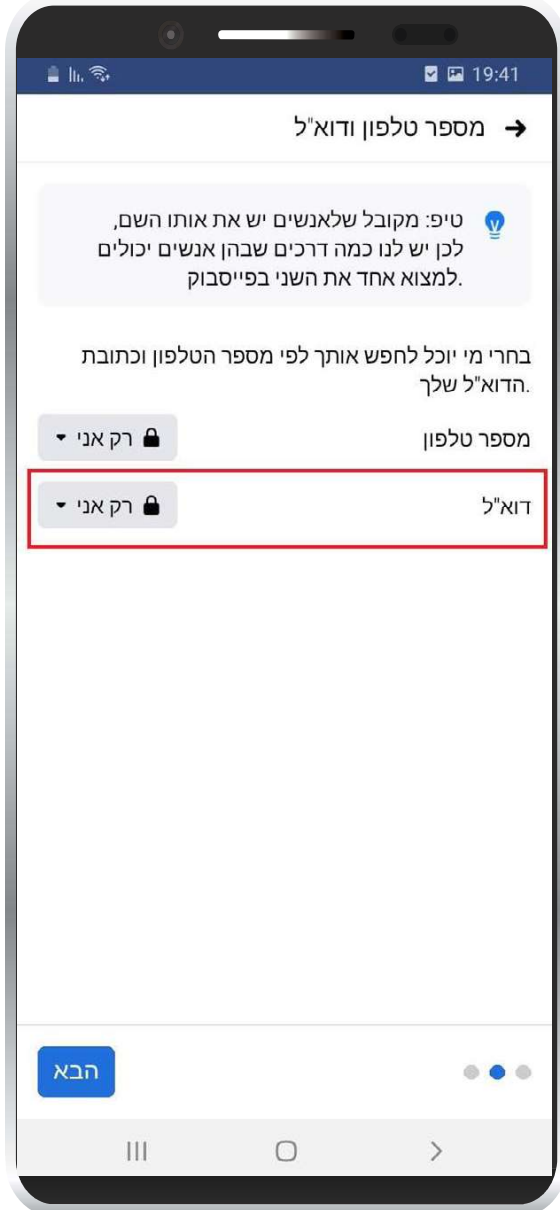 19:41
מספר טלפון ודוא"ל
טיפ: מקובל שלאנשים יש את אותו השם,
לכן יש לנו כמה דרכים שבהן אנשים יכולים
למצוא אחד את השני בפייסבוק.
בחרי מי יוכל לחפש אותך לפי מספר הטלפון וכתובת
הדוא"ל שלך.
מספר טלפון
רק אני
דוא"ל
רק אני
הבא